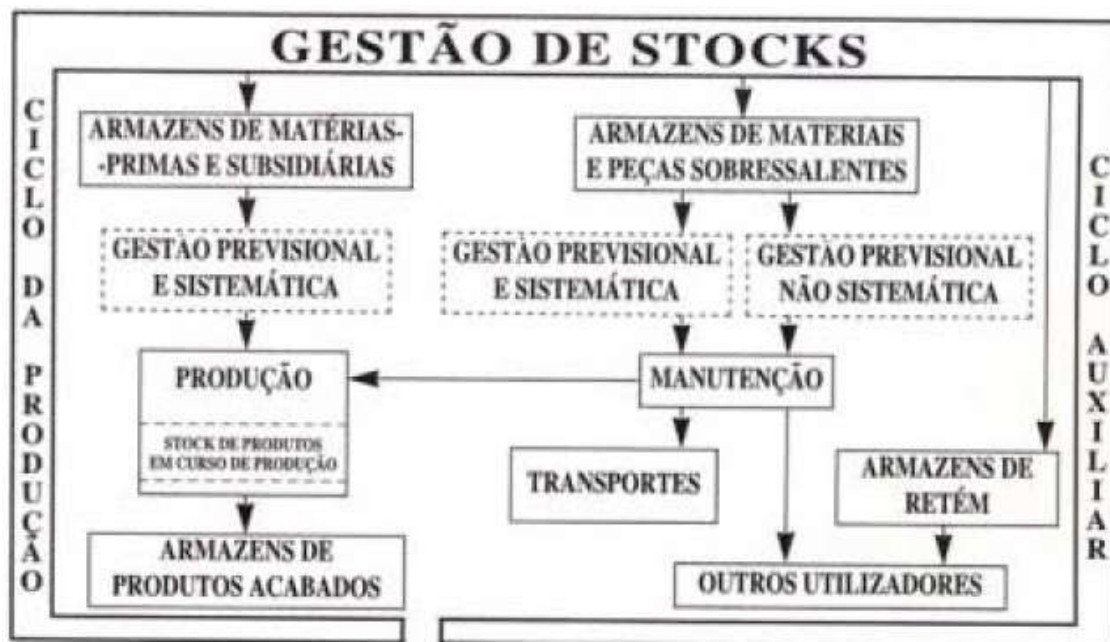 GESTÃO DE STOCKS
CICLO DA PRODUÇÃO
ARMAZENS DE MATÉRIAS-
-PRIMAS E SUBSIDIÁRIAS
GESTÃO PREVISIONAL
E SISTEMÁTICA
PRODUÇÃO
STOCK DE PRODUTOS
EM CURSO DE PRODUÇÃO
ARMAZENS DE
PRODUTOS ACABADOS
ARMAZENS DE MATERIAIS
E PEÇAS SOBRESSALENTES
GESTÃO PREVISIONAL
E SISTEMÁTICA
GESTÃO PREVISIONAL
NÃO SISTEMÁTICA
MANUTENÇÃO
TRANSPORTES
ARMAZENS DE
RETÉM
OUTROS UTILIZADORES
CICLO AUXILIAR